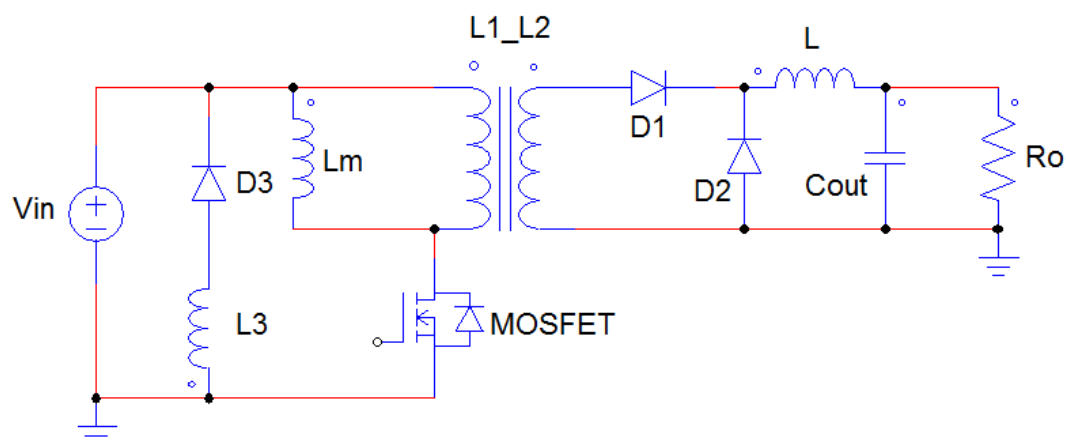 L1_L2
L
D1
Vin
D3
Lm
D2
Cout
Ro
L3
MOSFET